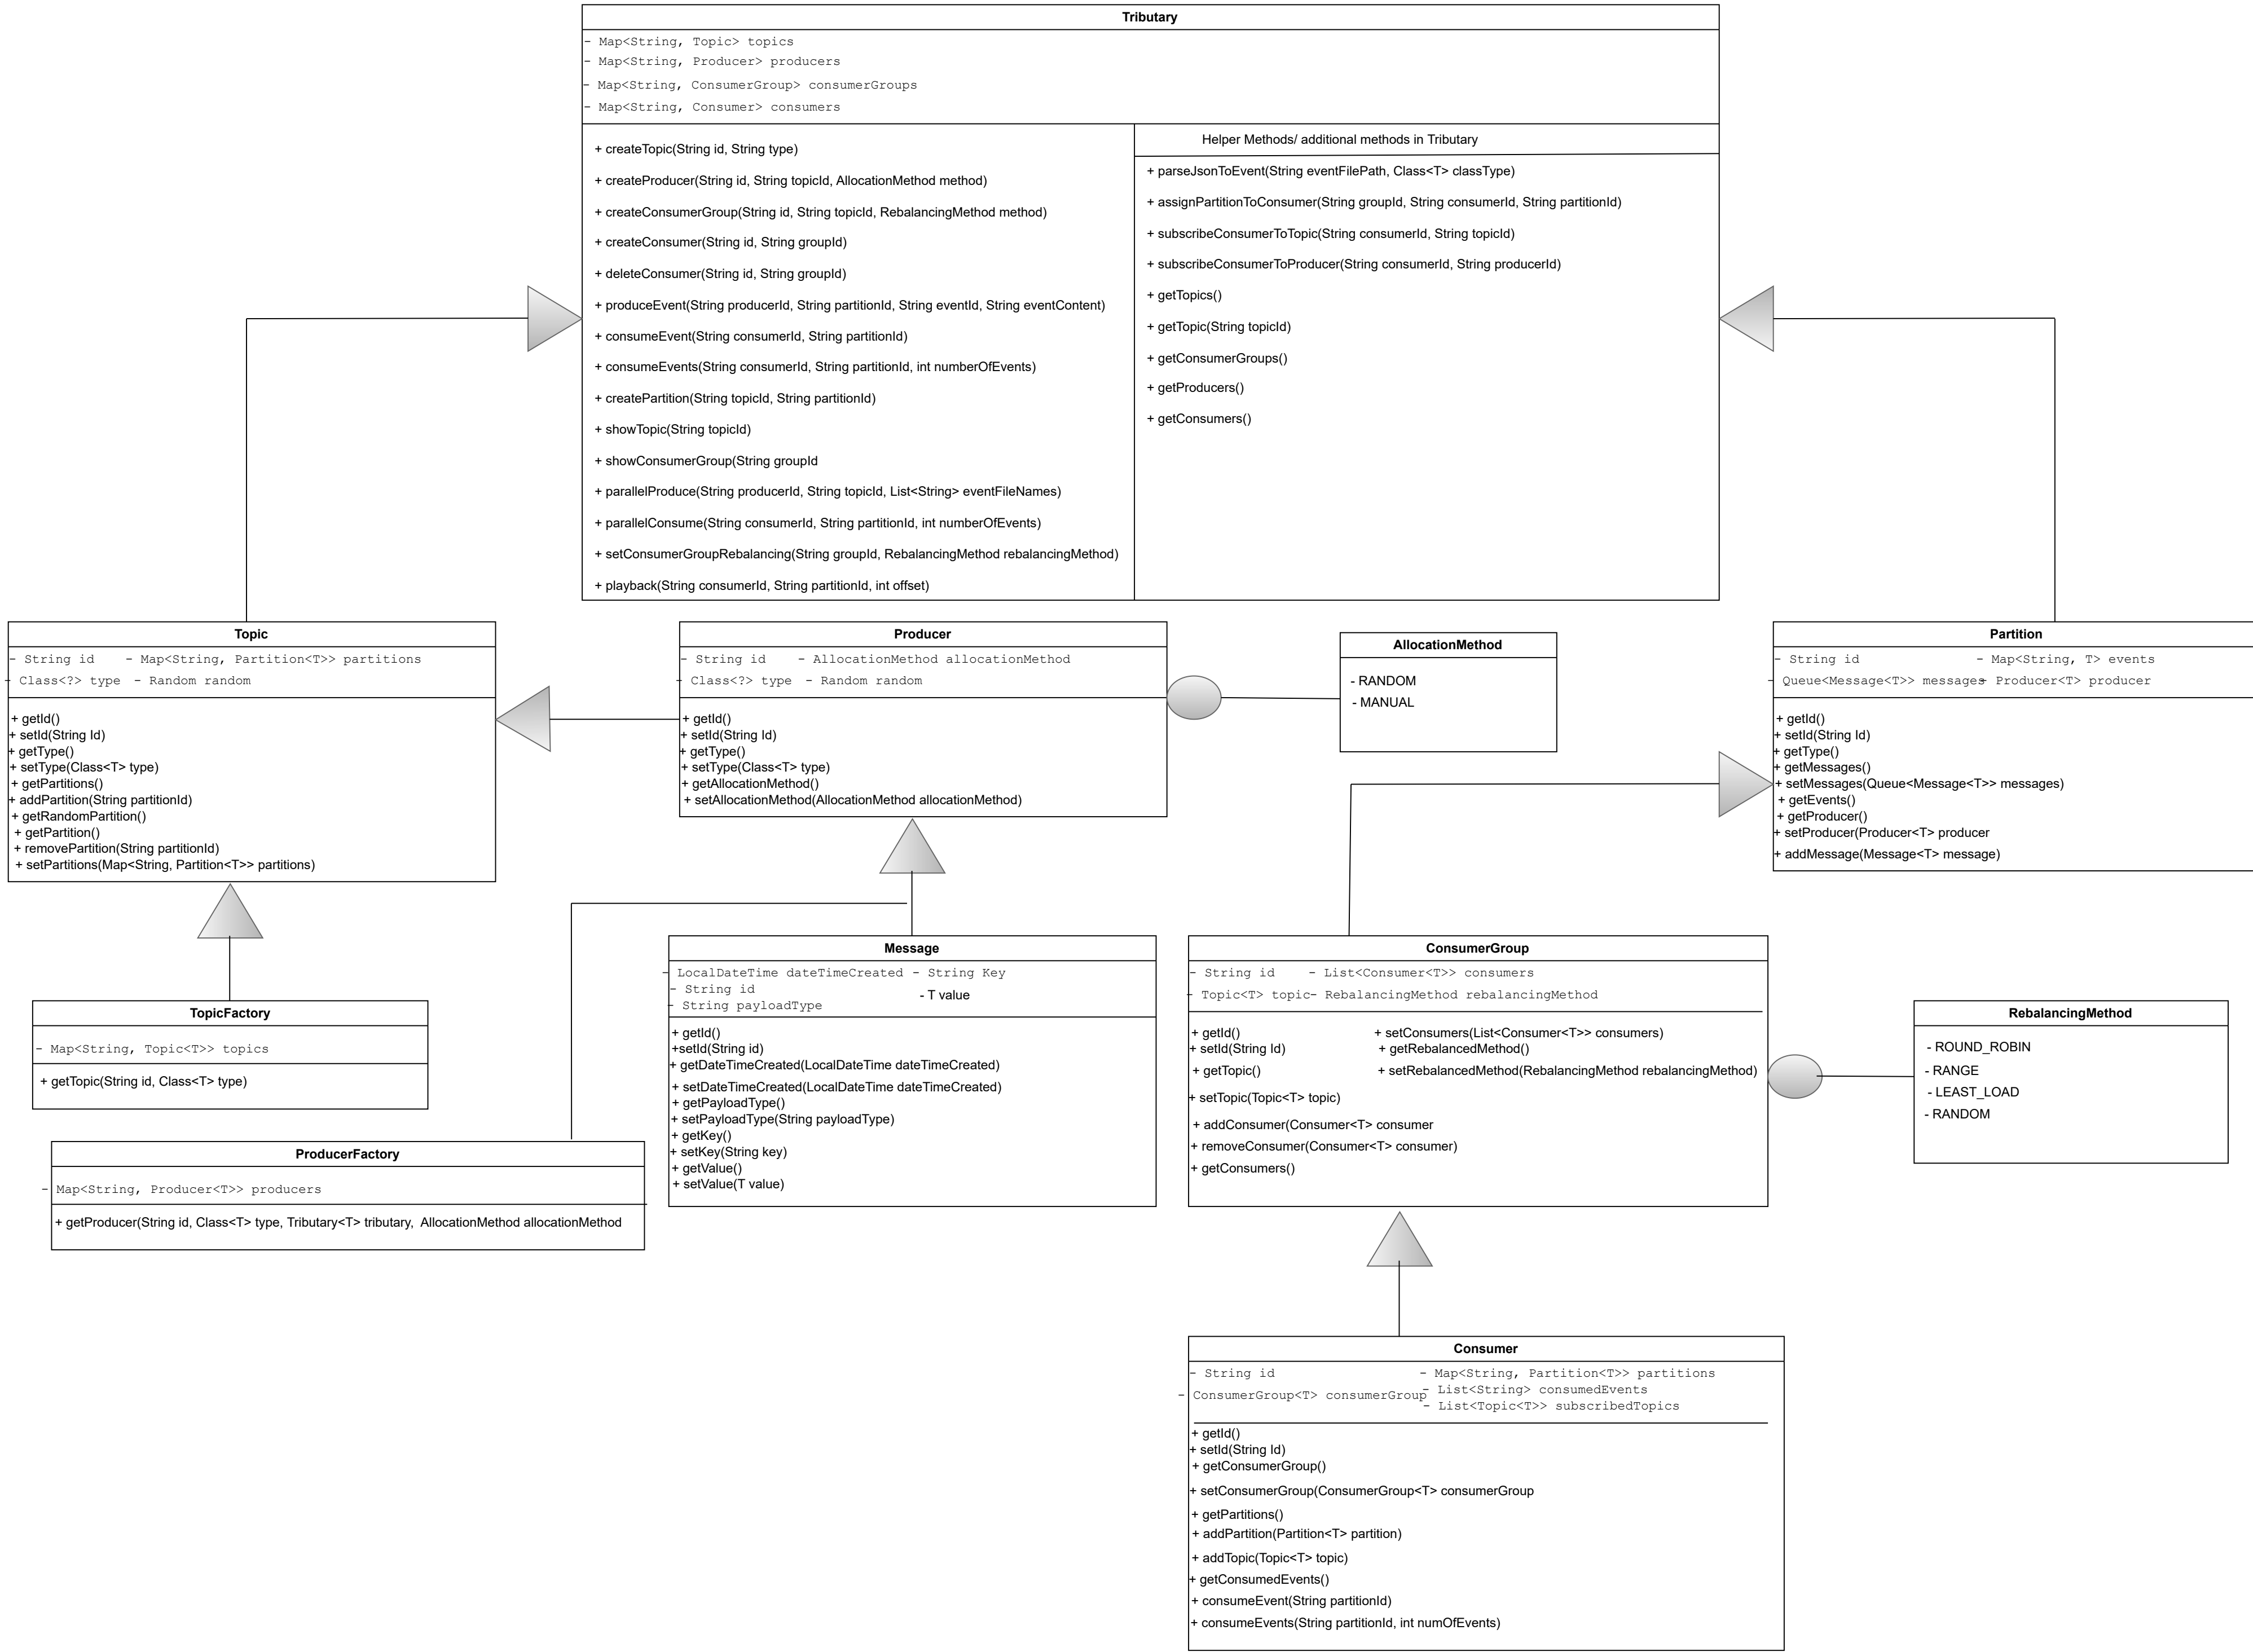 Tributary
- Map<String, Topic> topics
- Map<String, Producer> producers
- Map<String, ConsumerGroup> consumerGroups
- Map<String, Consumer> consumers
+ createTopic(String id, String type)
+ createProducer(String id, String topicId, AllocationMethod method)
+ createConsumerGroup(String id, String topicId, RebalancingMethod method)
+ createConsumer(String id, String groupId)
+ deleteConsumer(String id, String groupId)
+ produceEvent(String producerId, String partitionId, String eventId, String eventContent)
+ consumeEvent(String consumerId, String partitionId)
+ consumeEvents(String consumerId, String partitionId, int numberOfEvents)
+ createPartition(String topicId, String partitionId)
+ showTopic(String topicId)
+ showConsumerGroup(String groupId
+ parallelProduce(String producerId, String topicId, List<String> eventFileNames)
+ parallelConsume(String consumerId, String partitionId, int numberOfEvents)
+ setConsumerGroupRebalancing(String groupId, RebalancingMethod rebalancingMethod)
+ playback(String consumerId, String partitionId, int offset)
Helper Methods/ additional methods in Tributary
+ parseJsonToEvent(String eventFilePath, Class<T> classType)
+ assignPartitionToConsumer(String groupId, String consumerId, String partitionId)
+ subscribeConsumerToTopic(String consumerId, String topicId)
+ subscribeConsumerToProducer(String consumerId, String producerId)
+ getTopics()
+ getTopic(String topicId)
+ getConsumerGroups()
+ getProducers()
+ getConsumers()
Topic
- String id - Map<String, Partition<T>> partitions
- Class<?> type - Random random
+ getId()
+ setId(String Id)
+ getType()
+ setType(Class<T> type)
+ getPartitions()
+ addPartition(String partitionId)
+ getRandomPartition()
+ getPartition()
+ removePartition(String partitionId)
+ setPartitions(Map<String, Partition<T>> partitions)
Producer
- String id - AllocationMethod allocationMethod
- Class<?> type - Random random
+ getId()
+ setId(String Id)
+ getType()
+ setType(Class<T> type)
+ getAllocationMethod()
+ setAllocationMethod(AllocationMethod allocationMethod)
AllocationMethod
- RANDOM
- MANUAL
Partition
- String id - Map<String, T> events
- Queue<Message<T>> messages - Producer<T> producer
+ getId()
+ setId(String Id)
+ getType()
+ getMessages()
+ setMessages(Queue<Message<T>> messages)
+ getEvents()
+ getProducer()
+ setProducer(Producer<T> producer
+ addMessage(Message<T> message)
TopicFactory
- Map<String, Topic<T>> topics
+ getTopic(String id, Class<T> type)
ProducerFactory
- Map<String, Producer<T>> producers
+ getProducer(String id, Class<T> type, Tributary<T> tributary, AllocationMethod allocationMethod
Message
- LocalDateTime dateTimeCreated - String Key
- String id
- T value
- String payloadType
+ getId()
+setId(String id)
+ getDateTimeCreated(LocalDateTime dateTimeCreated)
+ setDateTimeCreated(LocalDateTime dateTimeCreated)
+ getPayloadType()
+ setPayloadType(String payloadType)
+ getKey()
+ setKey(String key)
+ getValue()
+ setValue(T value)
ConsumerGroup
- String id - List<Consumer<T>> consumers
- Topic<T> topic- RebalancingMethod rebalancingMethod
+ getId() + setConsumers(List<Consumer<T>> consumers)
+ setId(String Id) + getRebalancedMethod()
+ getTopic() + setRebalancedMethod(RebalancingMethod rebalancingMethod)
+ setTopic(Topic<T> topic)
+ addConsumer(Consumer<T> consumer
+ removeConsumer(Consumer<T> consumer)
+ getConsumers()
RebalancingMethod
- ROUND_ROBIN
- RANGE
- LEAST_LOAD
- RANDOM
Consumer
- String id - Map<String, Partition<T>> partitions
- ConsumerGroup<T> consumerGroup - List<String> consumedEvents
- List<Topic<T>> subscribedTopics
+ getId()
+ setId(String Id)
+ getConsumerGroup()
+ setConsumerGroup(ConsumerGroup<T> consumerGroup
+ getPartitions()
+ addPartition(Partition<T> partition)
+ addTopic(Topic<T> topic)
+ getConsumedEvents()
+ consumeEvent(String partitionId)
+ consumeEvents(String partitionId, int numOfEvents)